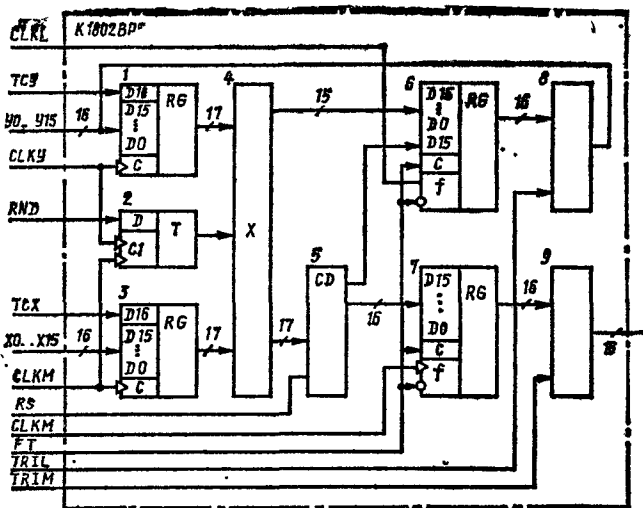 CLKL К1802ВР
TCY
Y0..Y15 16
CLKY
RND
TCX
X0..X15 16
CLKM
RS
CLKM
FT
TRIL
TRIM
1
D16 RG
D15
D0
C
17
2
D T
C1
3
D16 RG
D15
D0
C
17
4
X
15
17
5
CD
16
6
D16 RG
D0
D15
C
f
16
7
D15 RG
D0
C
f
16
8
9
16